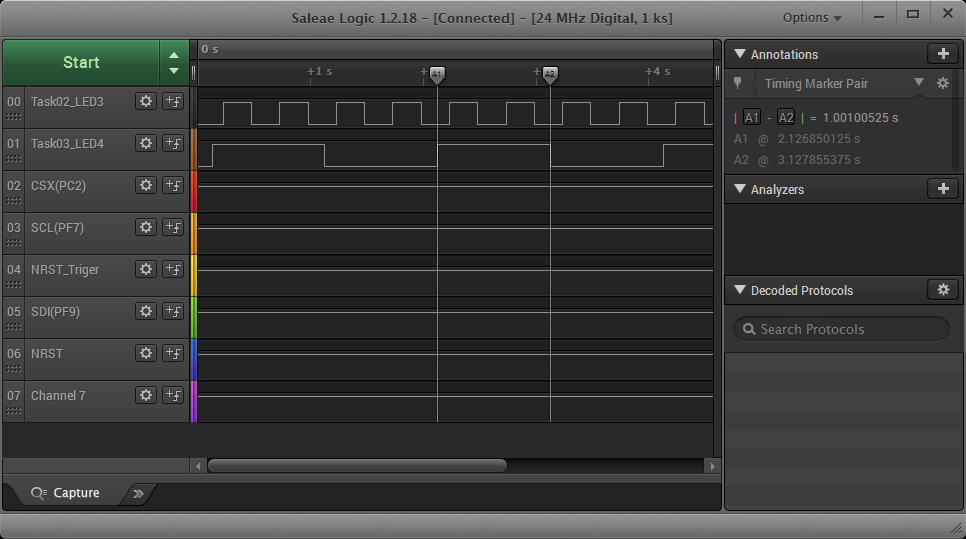 Saleae Logic 1.2.18 – [Connected] – [24 MHz Digital, 1 ks]
Options
Start
0 s
+1 s
+
A1
+
A2
+4 s
00 Task02_LED3
01 Task03_LED4
02 CSX(PC2)
03 SCL(PF7)
04 NRST_Triger
05 SDI(PF9)
06 NRST
07 Channel 7
Capture
Annotations
Timing Marker Pair
| A1 - A2 | = 1.00100525 s
A1 @ 2.126850125 s
A2 @ 3.127855375 s
Analyzers
Decoded Protocols
Search Protocols